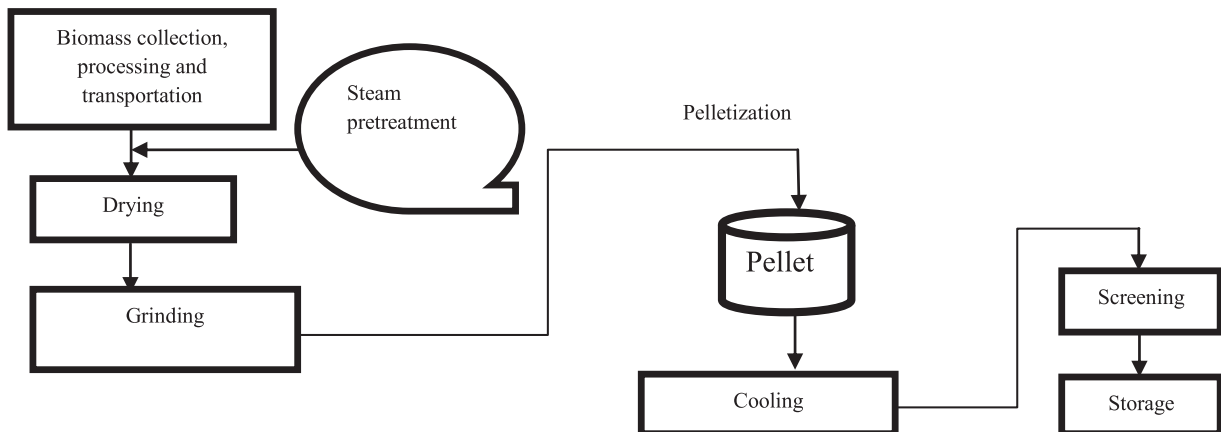 Biomass collection,
processing and
transportation
Steam
pretreatment
Drying
Grinding
Pelletization
Pellet
Cooling
Screening
Storage